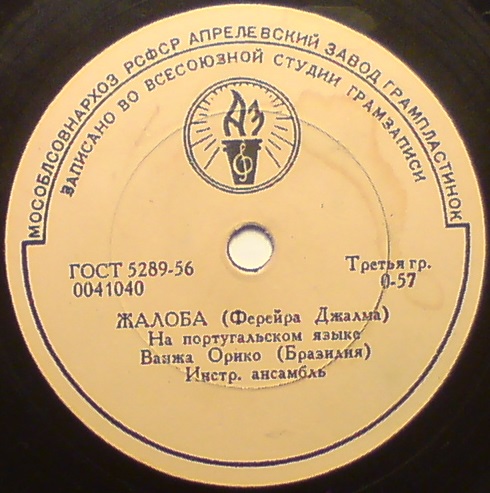 МОСОБЛСОВНАРХОЗ РСФСР АПРЕЛЕВСКИЙ ЗАВОД ГРАМПЛАСТИНОК
ЗАПИСАНО ВО ВСЕСОЮЗНОЙ СТУДИИ ГРАМЗАПИСИ
АЗ
ГОСТ 5289-56
0041040
Третья гр.
0-57
ЖАЛОБА (Ферейра Джалма)
На португальском языке
Ванжа Орико (Бразилия)
Инстр. ансамбль